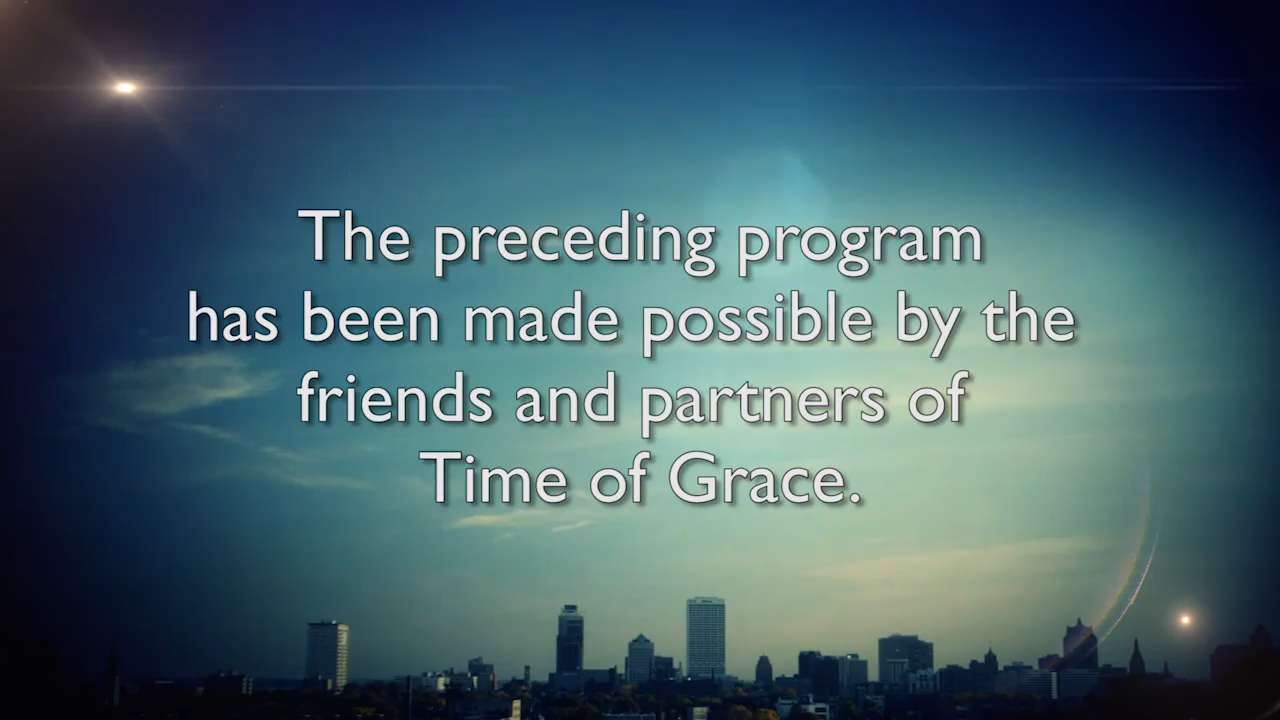 The preceding program
has been made possible by the
friends and partners of
Time of Grace.